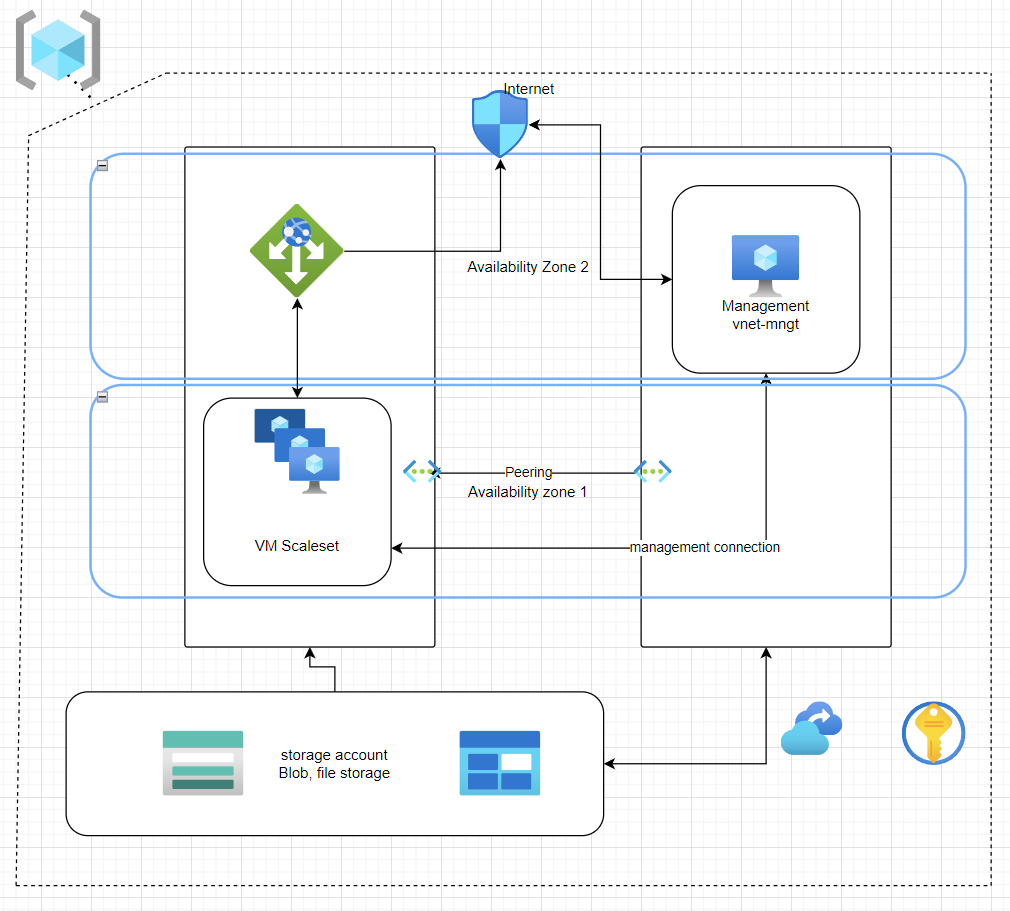 Internet
Availability Zone 2
Management
vnet-mngt
Peering
Availability zone 1
VM Scaleset
management connection
storage account
Blob, file storage